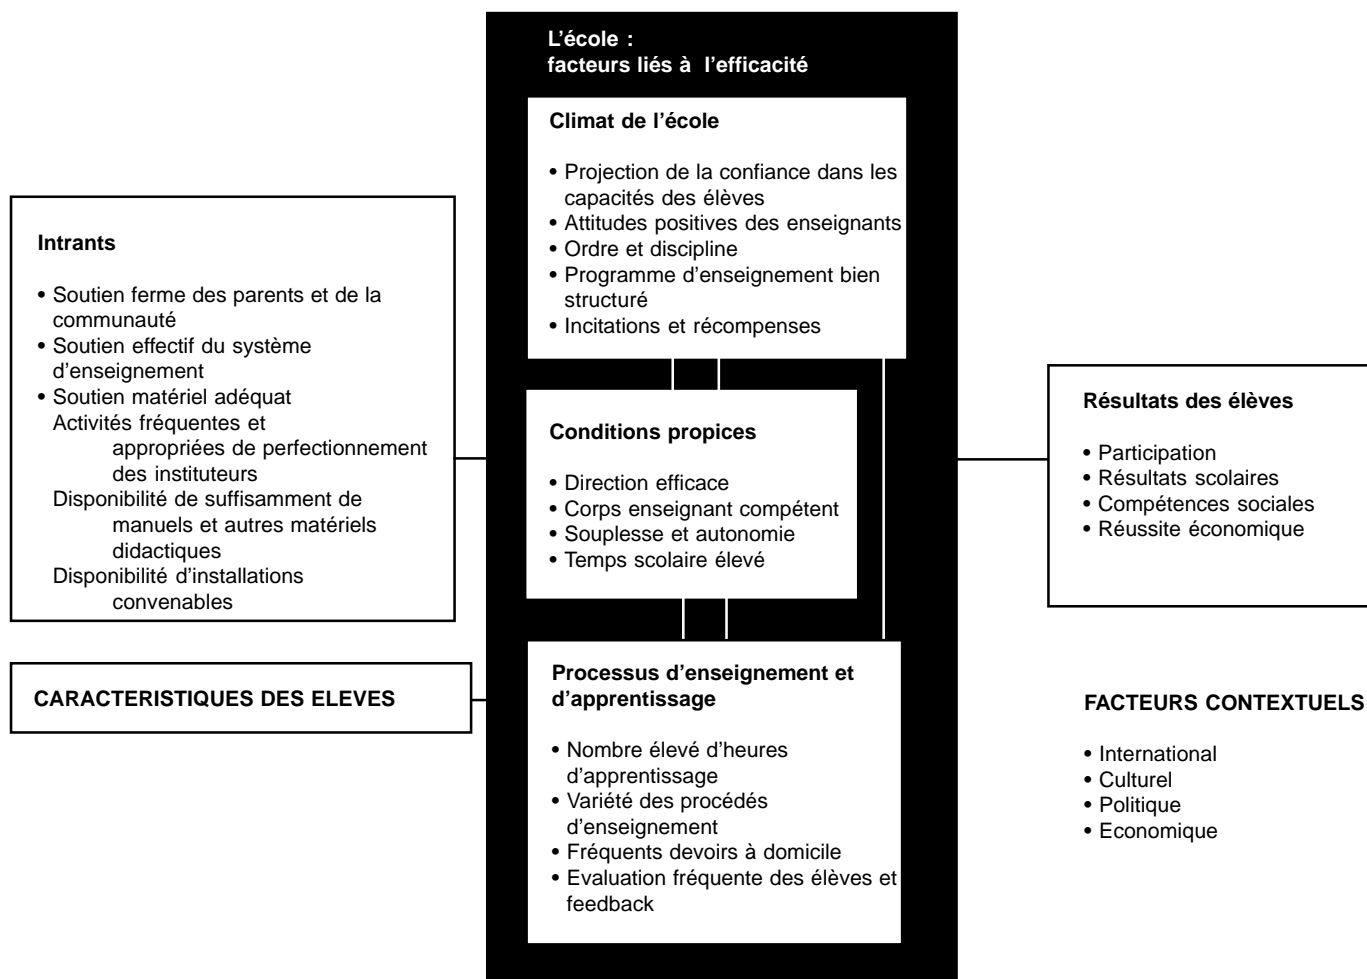 L'école :
facteurs liés à l'efficacité
Climat de l'école
• Projection de la confiance dans les
capacités des élèves
• Attitudes positives des enseignants
• Ordre et discipline
• Programme d'enseignement bien
structuré
• Incitations et récompenses
Intrants
• Soutien ferme des parents et de la
communauté
• Soutien effectif du système
d'enseignement
• Soutien matériel adéquat
Activités fréquentes et
appropriées de perfectionnement
des instituteurs
Disponibilité de suffisamment de
manuels et autres matériels
didactiques
Disponibilité d'installations
convenables
Conditions propices
• Direction efficace
• Corps enseignant compétent
• Souplesse et autonomie
• Temps scolaire élevé
Résultats des élèves
• Participation
• Résultats scolaires
• Compétences sociales
• Réussite économique
CARACTERISTIQUES DES ELEVES
Processus d'enseignement et
d'apprentissage
• Nombre élevé d'heures
d'apprentissage
• Variété des procédés
d'enseignement
• Fréquents devoirs à domicile
• Evaluation fréquente des élèves et
feedback
FACTEURS CONTEXTUELS
• International
• Culturel
• Politique
• Economique